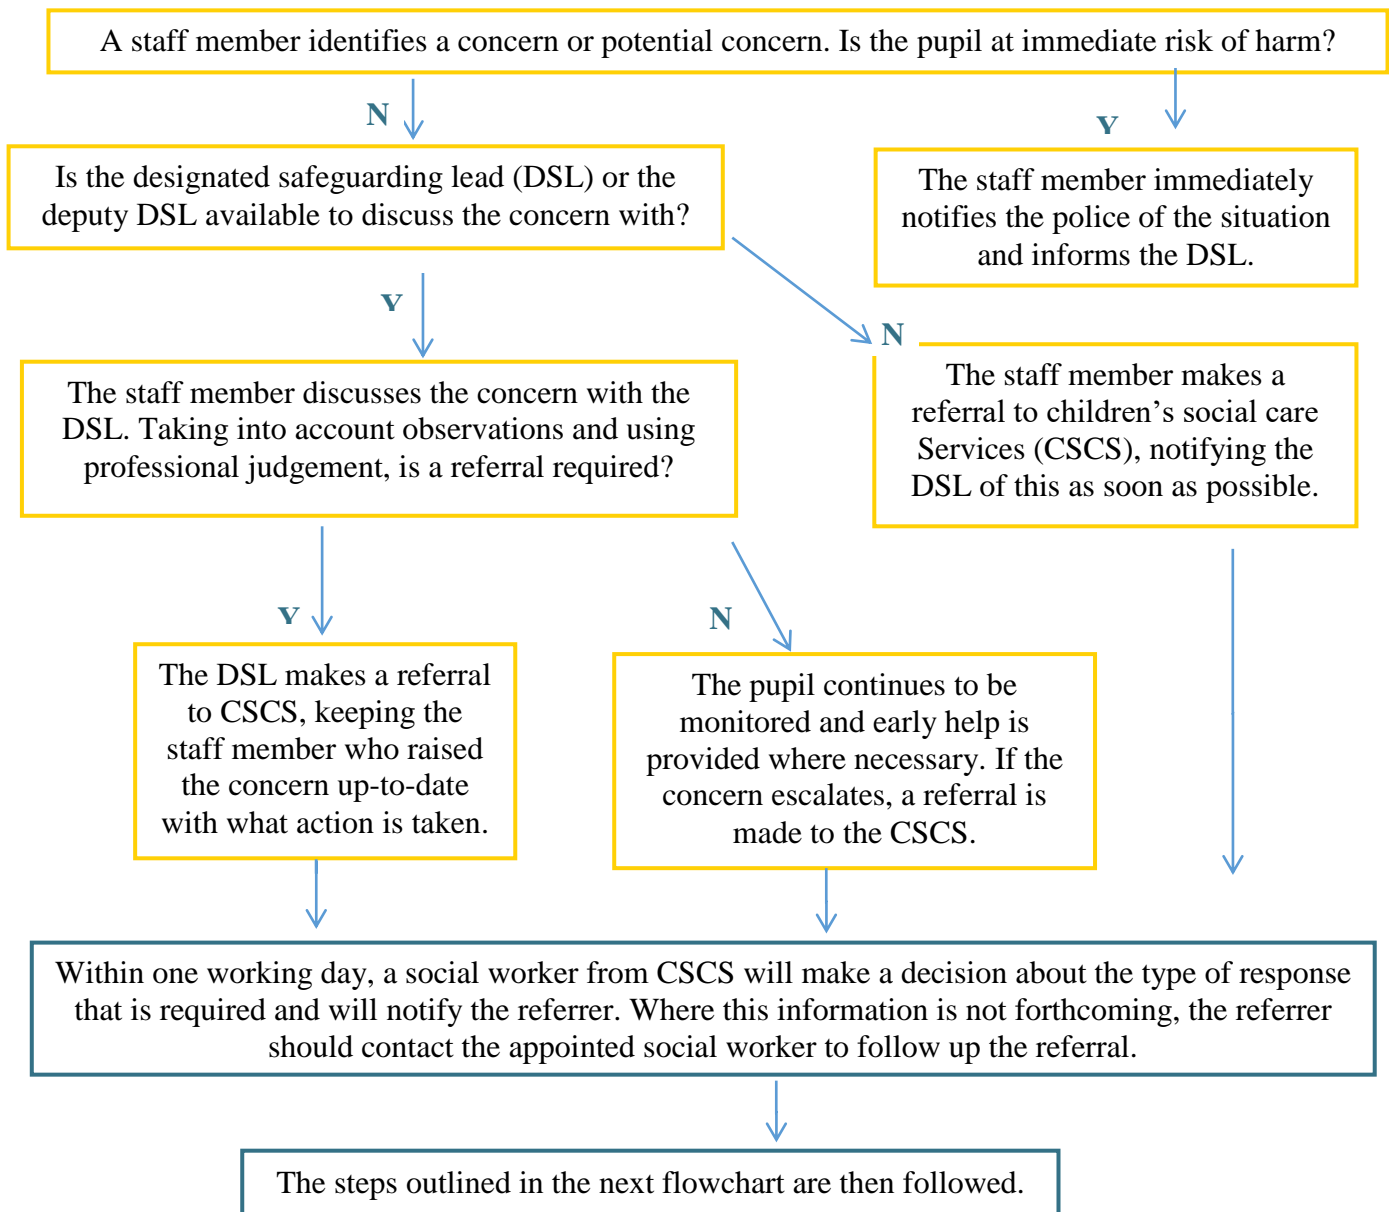 A staff member identifies a concern or potential concern. Is the pupil at immediate risk of harm?
N
Y
Is the designated safeguarding lead (DSL) or the
deputy DSL available to discuss the concern with?
The staff member immediately
notifies the police of the situation
and informs the DSL.
Y
N
The staff member discusses the concern with the
DSL. Taking into account observations and using
professional judgement, is a referral required?
The staff member makes a
referral to children’s social care
Services (CSCS), notifying the
DSL of this as soon as possible.
Y
N
The DSL makes a referral
to CSCS, keeping the
staff member who raised
the concern up-to-date
with what action is taken.
The pupil continues to be
monitored and early help is
provided where necessary. If the
concern escalates, a referral is
made to the CSCS.
Within one working day, a social worker from CSCS will make a decision about the type of response
that is required and will notify the referrer. Where this information is not forthcoming, the referrer
should contact the appointed social worker to follow up the referral.
The steps outlined in the next flowchart are then followed.